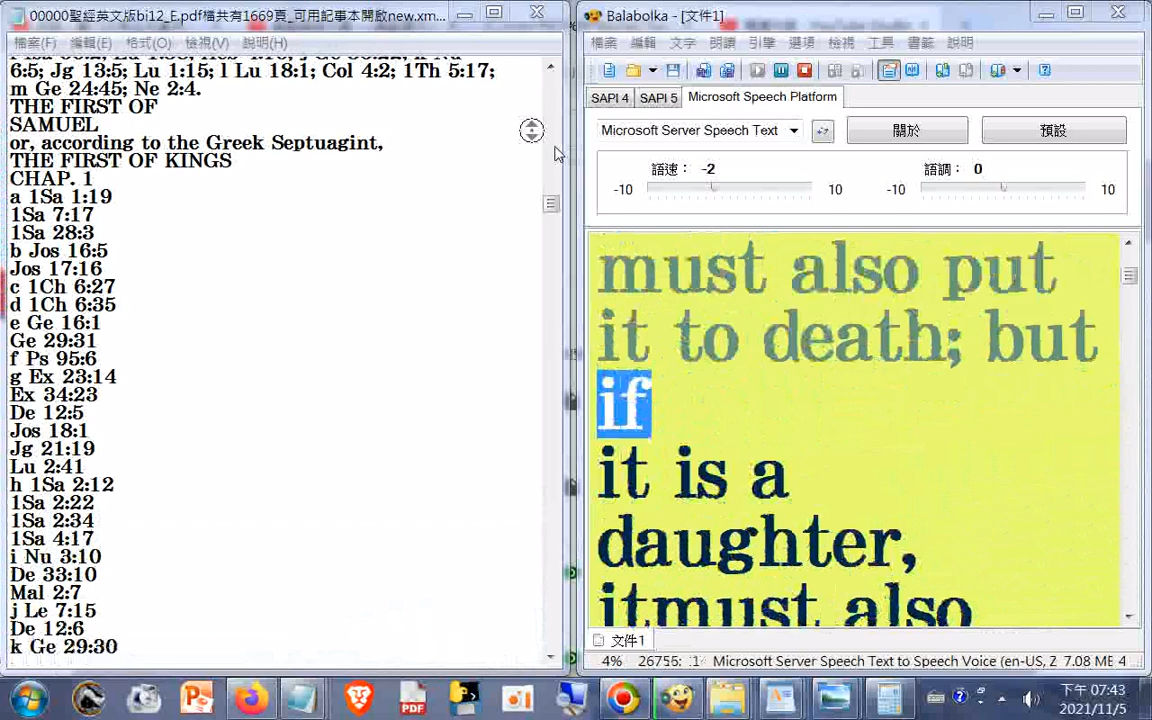 00000聖經英文版bi12_E.pdf檔共有1669頁_可用記事本開啟new.xm...
檔案(F) 編輯(E) 格式(O) 檢視(V) 說明(H)
6:5; Jg 13:5; Lu 1:15; l Lu 18:1; Col 4:2; 1Th 5:17;
m Ge 24:45; Ne 2:4.
THE FIRST OF
SAMUEL
or, according to the Greek Septuagint,
THE FIRST OF KINGS
CHAP. 1
a 1Sa 1:19
1Sa 7:17
1Sa 28:3
b Jos 16:5
Jos 17:16
c 1Ch 6:27
d 1Ch 6:35
e Ge 16:1
Ge 29:31
f Ps 95:6
g Ex 23:14
Ex 34:23
De 12:5
Jos 18:1
Jg 21:19
Lu 2:41
h 1Sa 2:12
1Sa 2:22
1Sa 2:34
1Sa 4:17
i Nu 3:10
De 33:10
Mal 2:7
j Le 7:15
De 12:6
k Ge 29:30
Balabolka - [文件1]
檔案 編輯 文字 朗讀 引擎 選項 檢視 工具 書籤 說明
SAPI 4 SAPI 5 Microsoft Speech Platform
Microsoft Server Speech Text 關於 預設
語速： -2 語調： 0
-10 10 -10 10
must also put
it to death; but
if
it is a
daughter,
itmust also
文件1
4% 26755: Microsoft Server Speech Text to Speech Voice (en-US, Z 7.08 ME 4
下午 07:43
2021/11/5